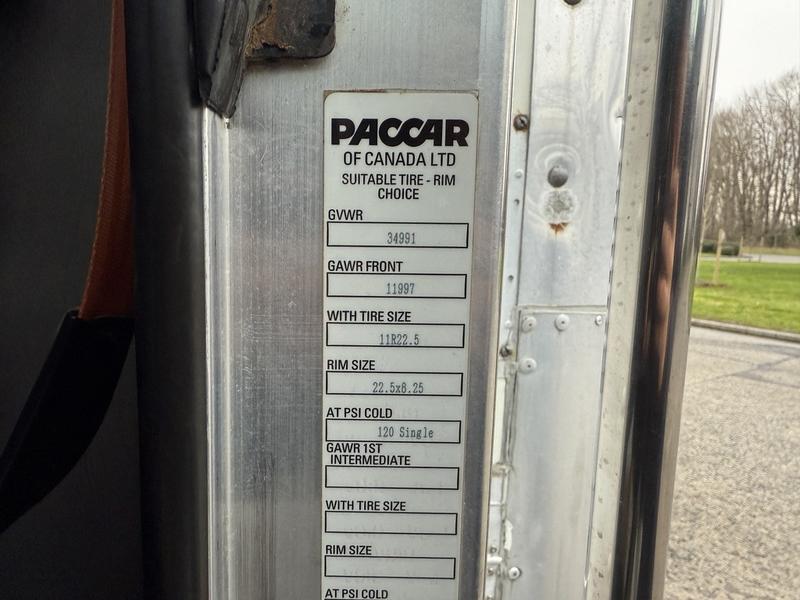 PACCAR
OF CANADA LTD
SUITABLE TIRE - RIM
CHOICE
GVWR
34991
GAWR FRONT
11997
WITH TIRE SIZE
11R22.5
RIM SIZE
22.5x8.25
AT PSI COLD
120 Single
GAWR 1ST
INTERMEDIATE
WITH TIRE SIZE
RIM SIZE
AT PSI COLD